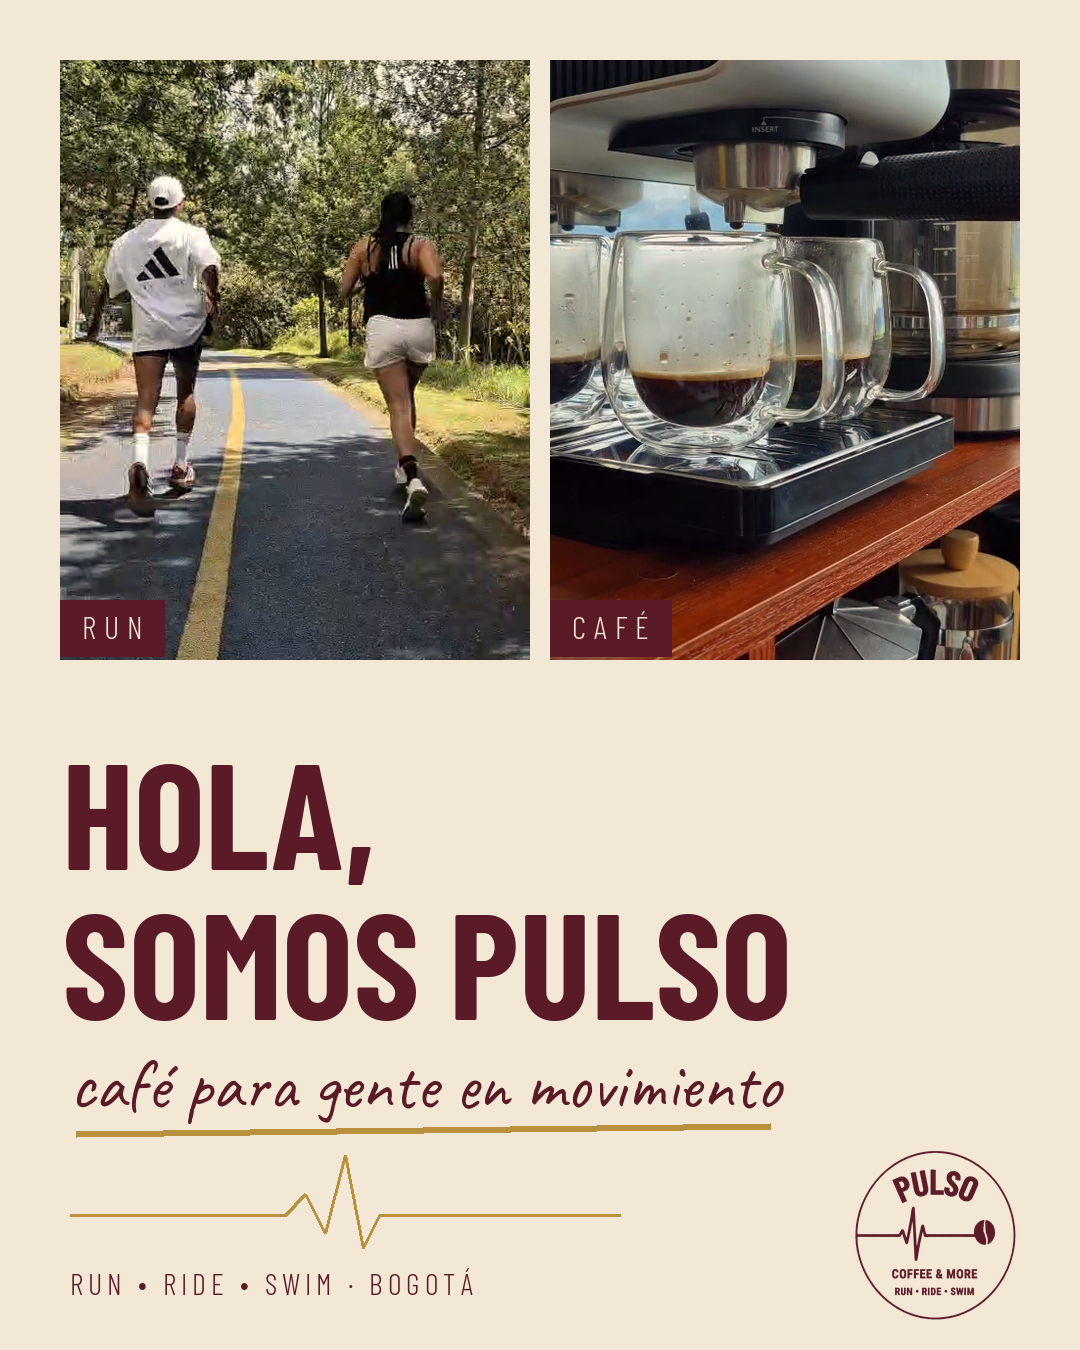 INSERT
RUN
CAFÉ
HOLA,
SOMOS PULSO
café para gente en movimiento
RUN • RIDE • SWIM · BOGOTÁ
PULSO
COFFEE & MORE
RUN • RIDE • SWIM